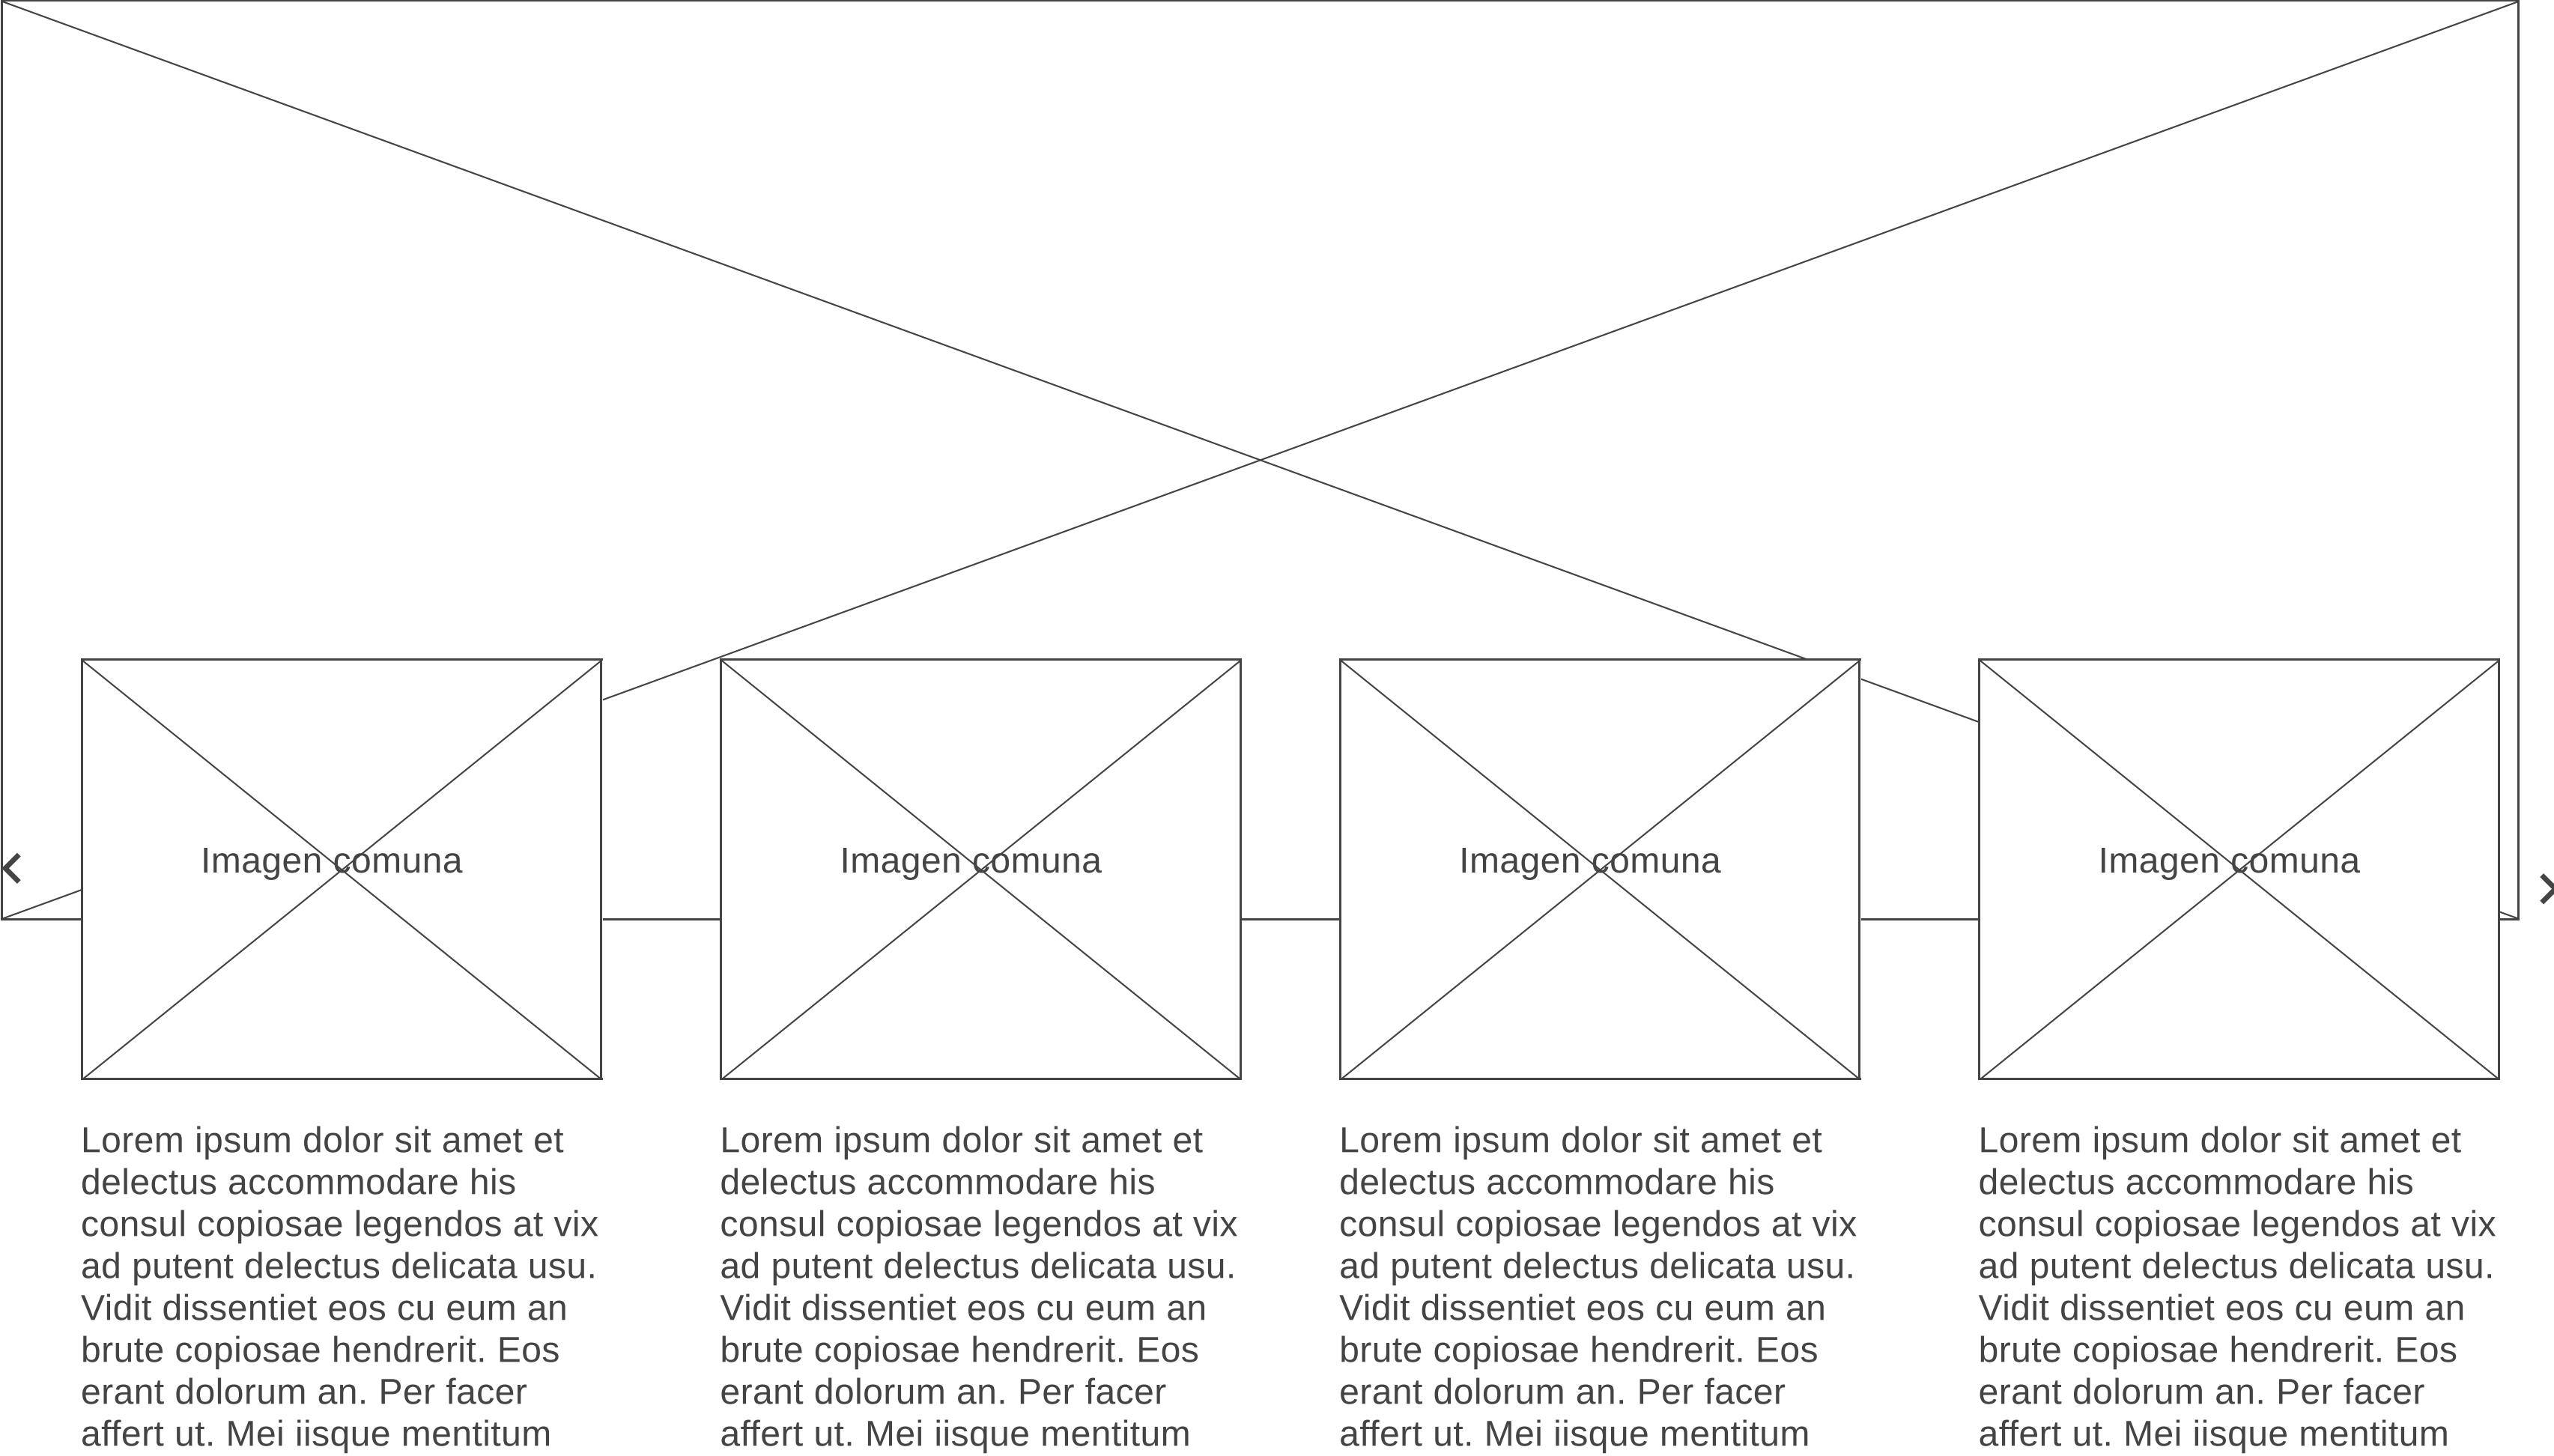 Imagen comuna
Imagen comuna
Imagen comuna
Imagen comuna
Lorem ipsum dolor sit amet et
delectus accommodare his
consul copiosae legendos at vix
ad putent delectus delicata usu.
Vidit dissentiet eos cu eum an
brute copiosae hendrerit. Eos
erant dolorum an. Per facer
affert ut. Mei iisque mentitum
Lorem ipsum dolor sit amet et
delectus accommodare his
consul copiosae legendos at vix
ad putent delectus delicata usu.
Vidit dissentiet eos cu eum an
brute copiosae hendrerit. Eos
erant dolorum an. Per facer
affert ut. Mei iisque mentitum
Lorem ipsum dolor sit amet et
delectus accommodare his
consul copiosae legendos at vix
ad putent delectus delicata usu.
Vidit dissentiet eos cu eum an
brute copiosae hendrerit. Eos
erant dolorum an. Per facer
affert ut. Mei iisque mentitum
Lorem ipsum dolor sit amet et
delectus accommodare his
consul copiosae legendos at vix
ad putent delectus delicata usu.
Vidit dissentiet eos cu eum an
brute copiosae hendrerit. Eos
erant dolorum an. Per facer
affert ut. Mei iisque mentitum